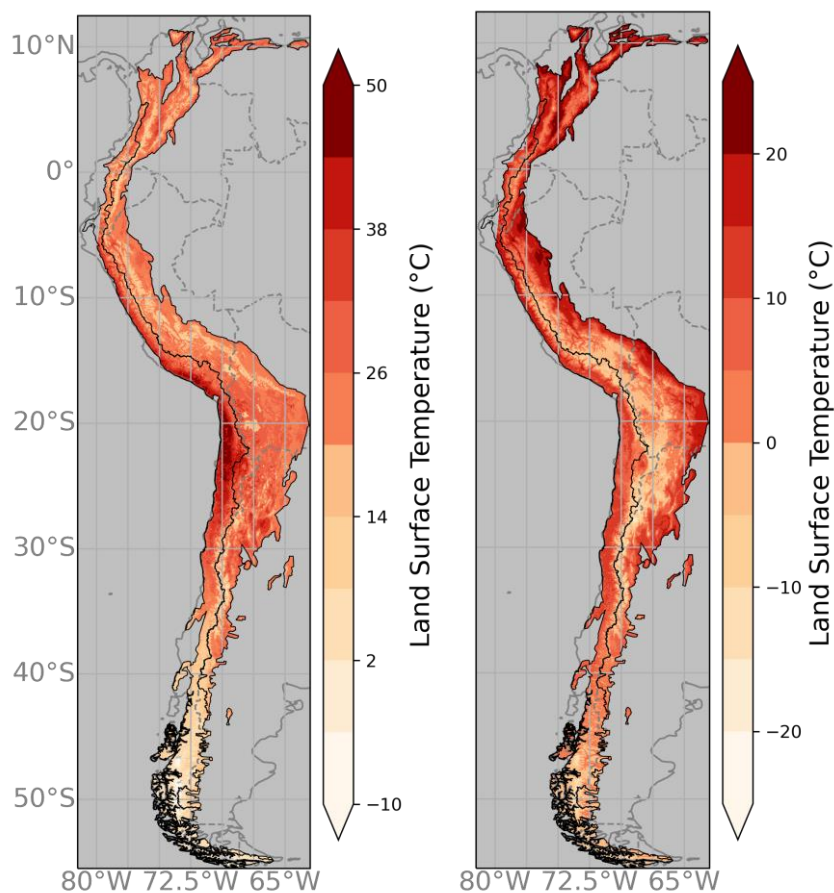 10°N
0°
10°S
20°S
30°S
40°S
50°S
80°W
72.5°W
65°W
50
38
26
14
2
−10
Land Surface Temperature (°C)
80°W
72.5°W
65°W
20
10
0
−10
−20
Land Surface Temperature (°C)